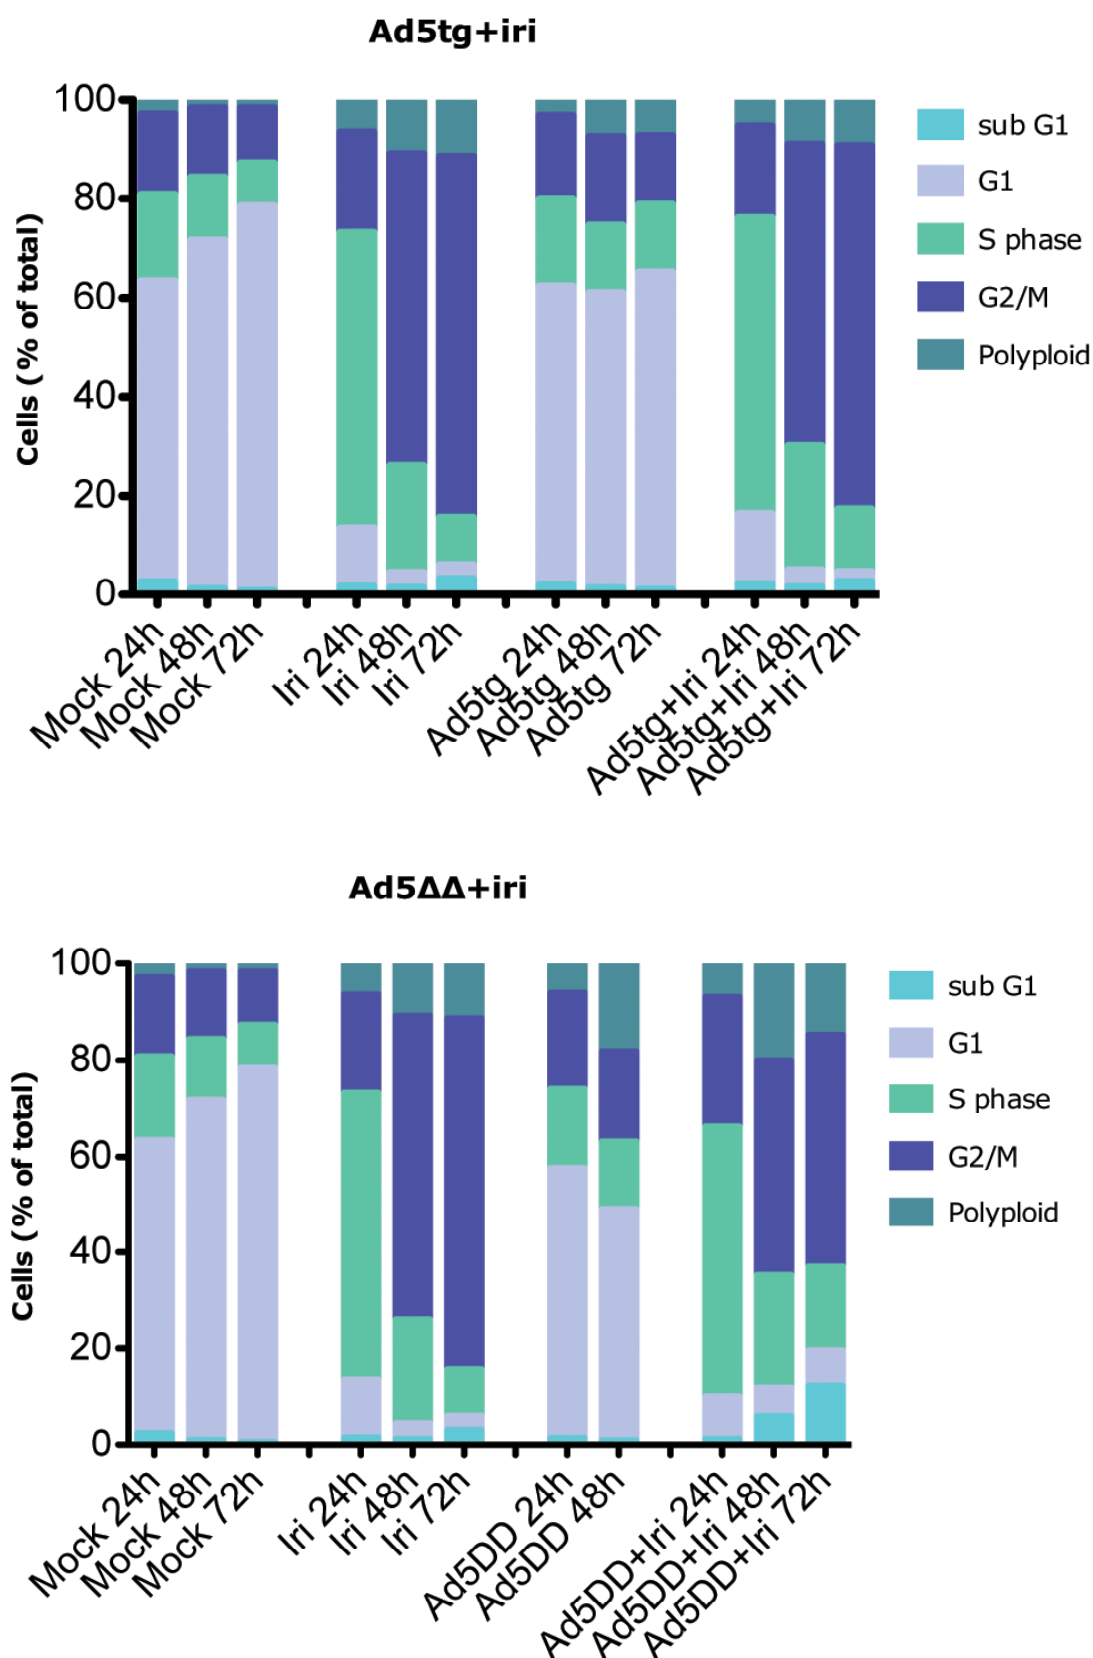 Ad5tg+iri
Cells (% of total)
100
80
60
40
20
0
Mock 24h
Mock 48h
Mock 72h
Iri 24h
Iri 48h
Iri 72h
Ad5tg 24h
Ad5tg 48h
Ad5tg 72h
Ad5tg+Iri 24h
Ad5tg+Iri 48h
Ad5tg+Iri 72h
sub G1
G1
S phase
G2/M
Polyploid
Ad5ΔΔ+iri
Cells (% of total)
100
80
60
40
20
0
Mock 24h
Mock 48h
Mock 72h
Iri 24h
Iri 48h
Iri 72h
Ad5DD 24h
Ad5DD 48h
Ad5DD+Iri 24h
Ad5DD+Iri 48h
Ad5DD+Iri 72h
sub G1
G1
S phase
G2/M
Polyploid